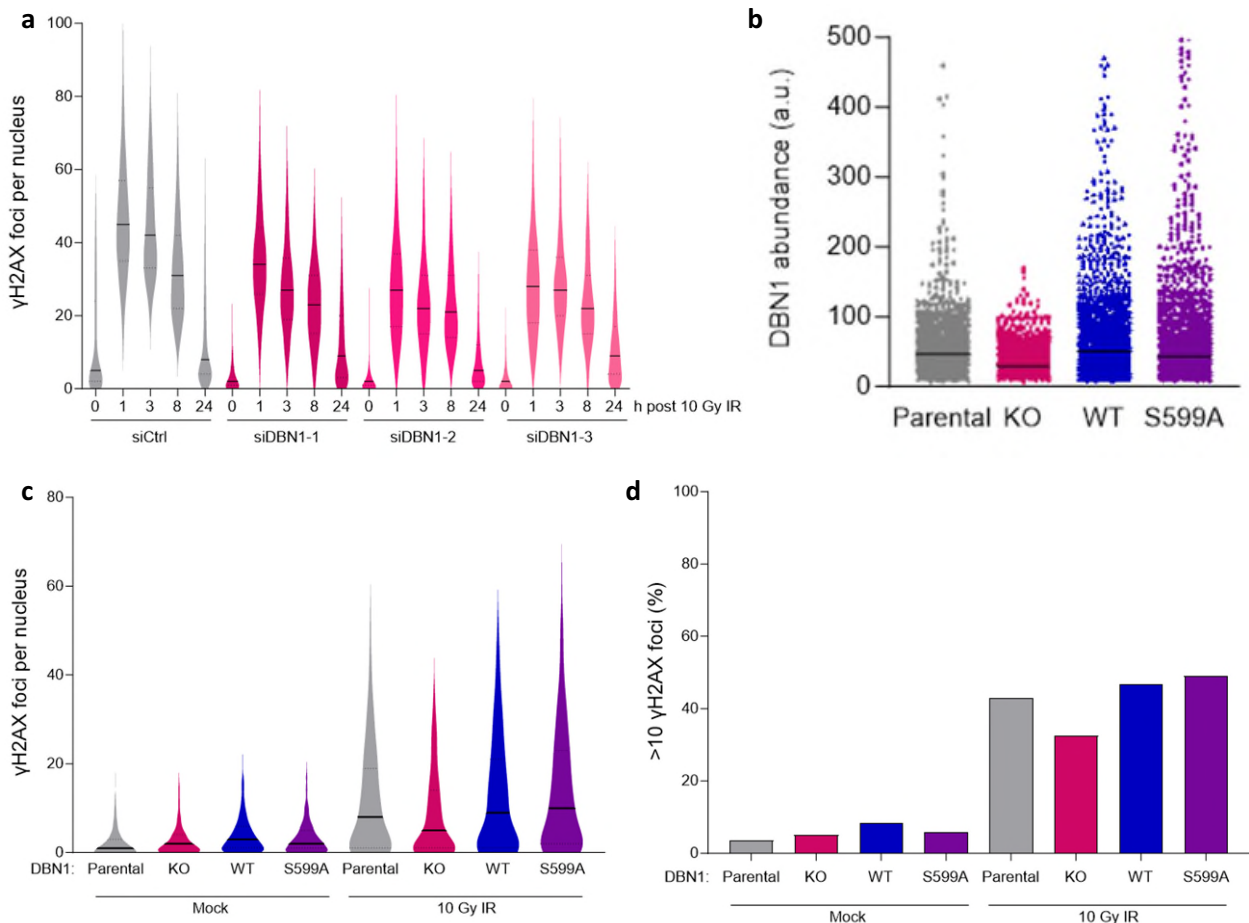 a
γH2AX foci per nucleus
100
80
60
40
20
0
0 1 3 8 24 0 1 3 8 24 0 1 3 8 24 0 1 3 8 24 h post 10 Gy IR
siCtrl siDBN1-1 siDBN1-2 siDBN1-3
b
DBN1 abundance (a.u.)
500
400
300
200
100
0
Parental KO WT S599A
c
γH2AX foci per nucleus
80
60
40
20
0
DBN1: Parental KO WT S599A Parental KO WT S599A
Mock 10 Gy IR
d
>10 γH2AX foci (%)
100
80
60
40
20
0
DBN1: Parental KO WT S599A Parental KO WT S599A
Mock 10 Gy IR